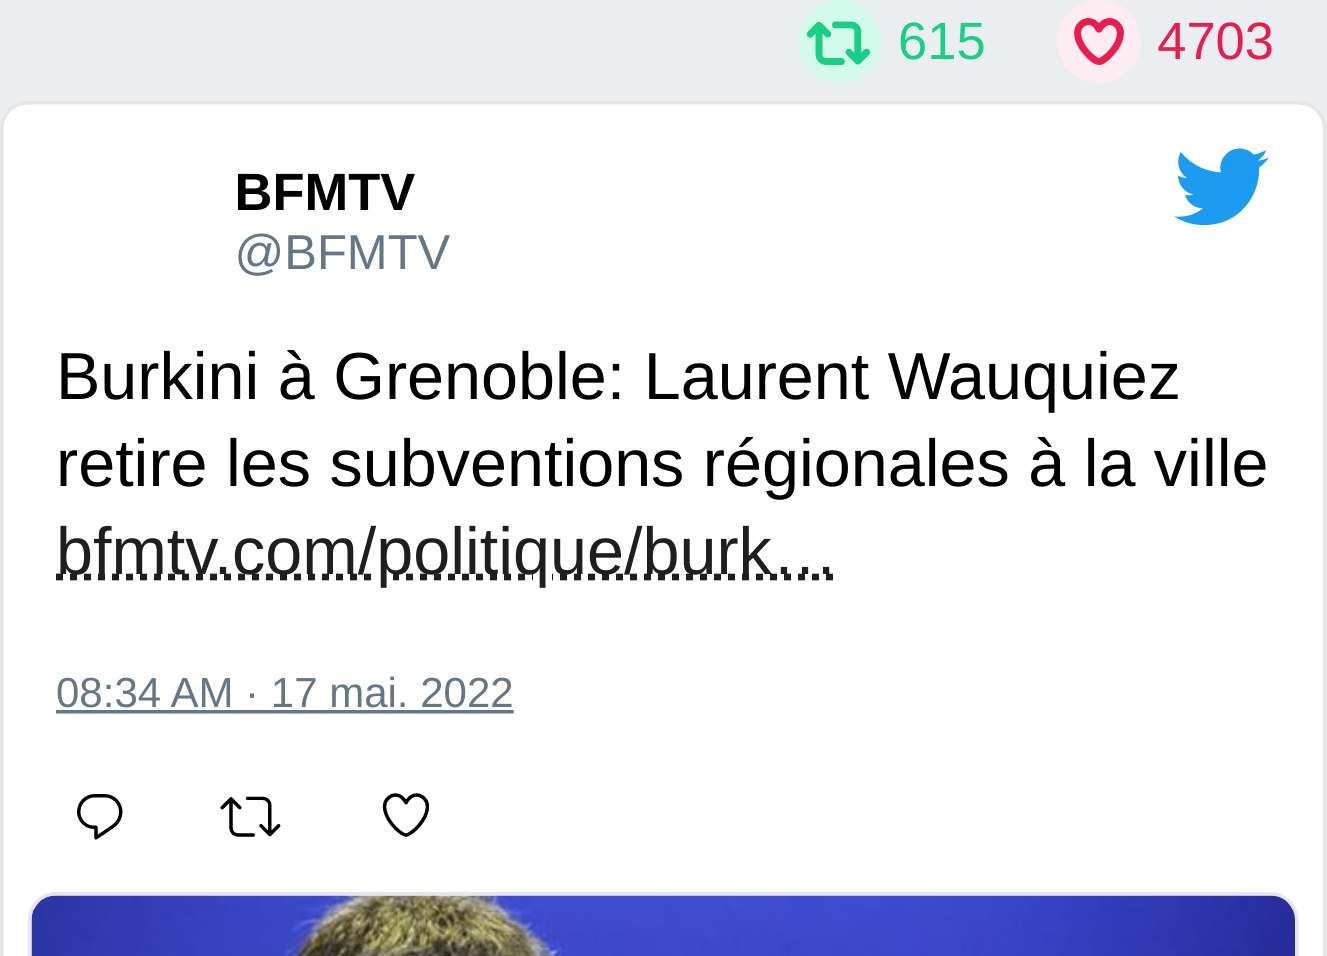 615 4703
BFMTV
@BFMTV
Burkini à Grenoble: Laurent Wauquiez
retire les subventions régionales à la ville
bfmtv.com/politique/burk...
08:34 AM · 17 mai. 2022